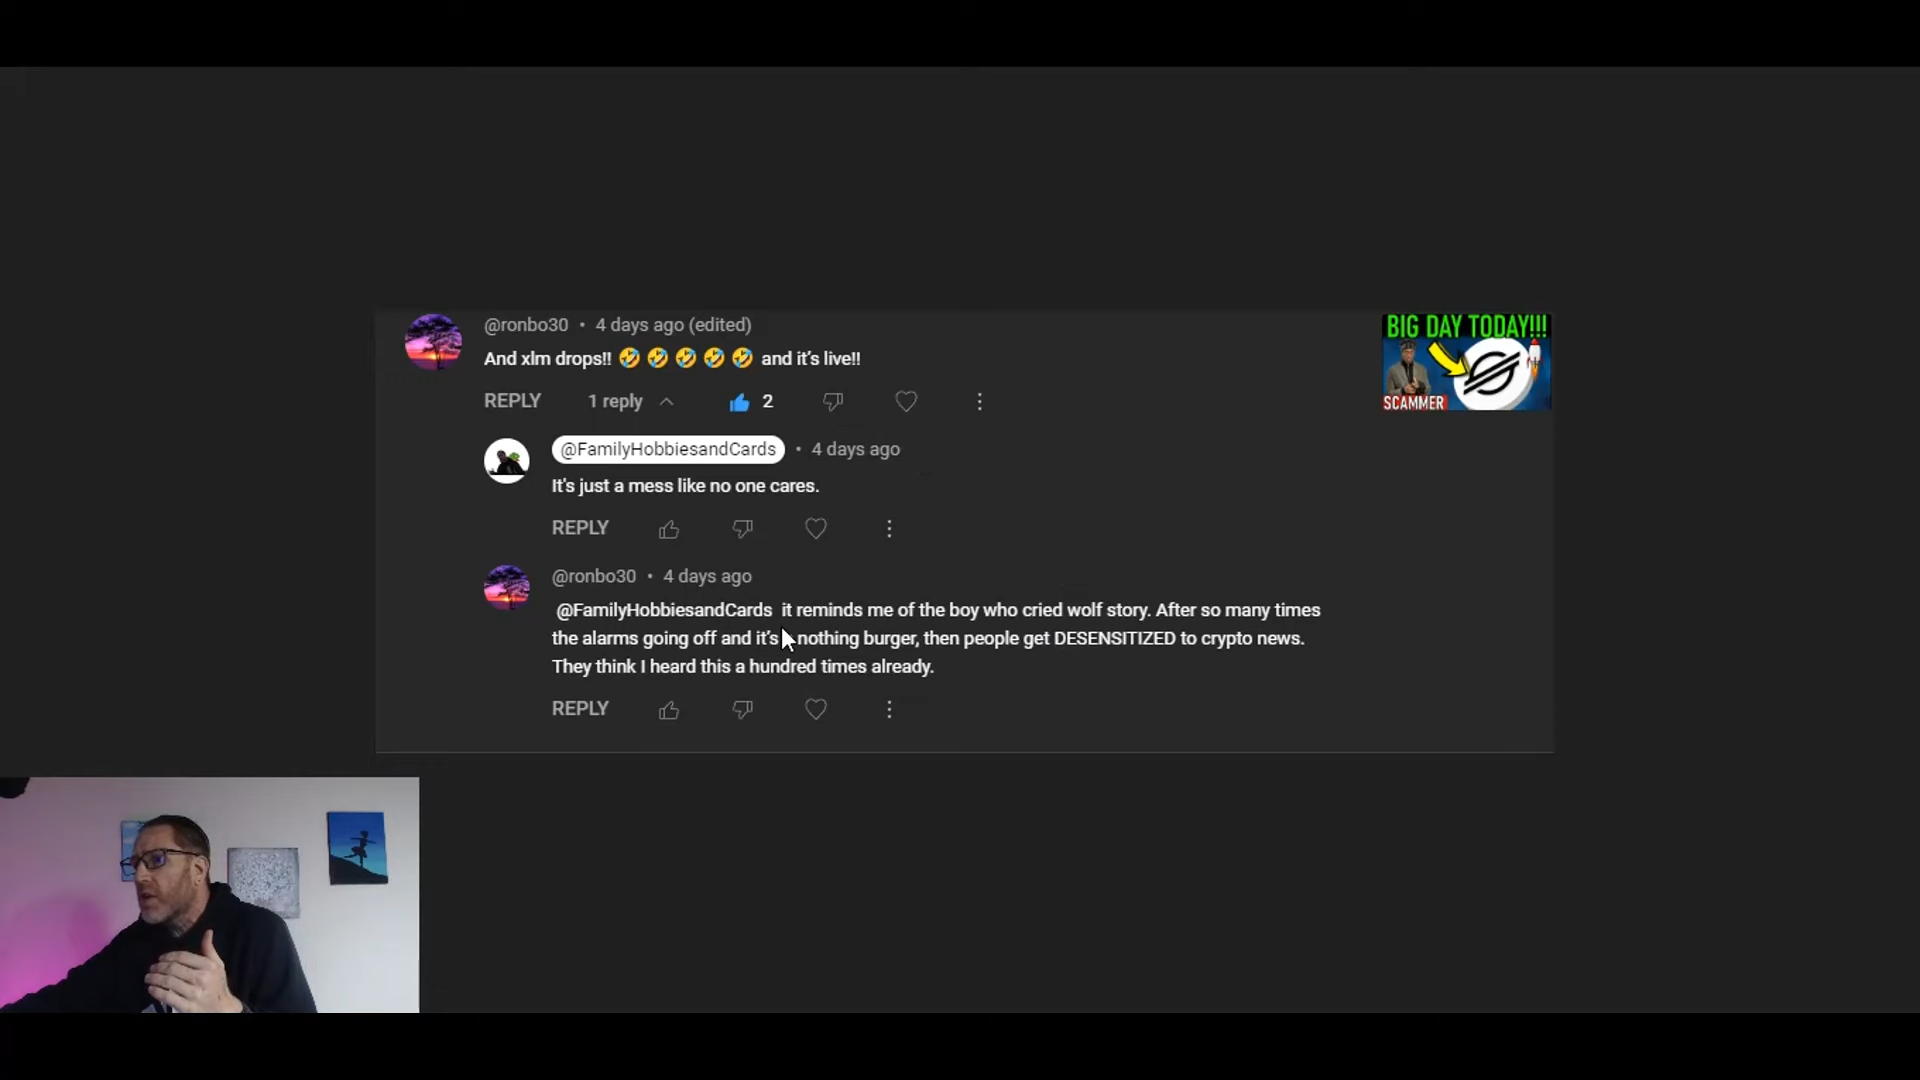 @ronbo30 • 4 days ago (edited)
And xlm drops!! 🤣 🤣 🤣 🤣 🤣 and it's live!!
REPLY 1 reply 2
BIG DAY TODAY!!!
SCAMMER
@FamilyHobbiesandCards • 4 days ago
It's just a mess like no one cares.
REPLY
@ronbo30 • 4 days ago
@FamilyHobbiesandCards it reminds me of the boy who cried wolf story. After so many times
the alarms going off and it's nothing burger, then people get DESENSITIZED to crypto news.
They think I heard this a hundred times already.
REPLY